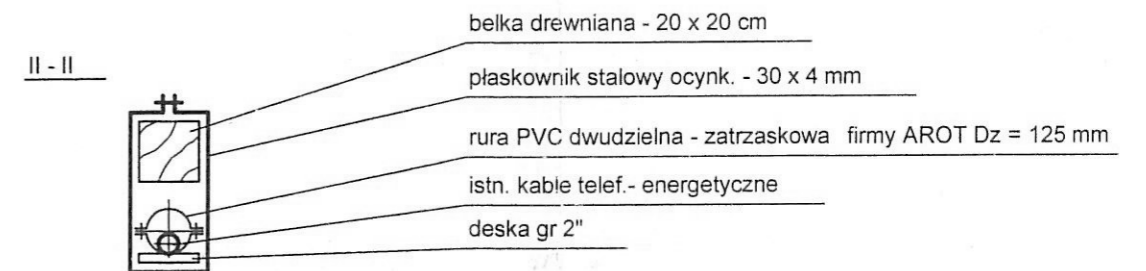 belka drewniana - 20 x 20 cm
II - II
płaskownik stalowy ocynk. - 30 x 4 mm
rura PVC dwudzielna - zatrzaskowa firmy AROT Dz = 125 mm
istn. kable telef.- energetyczne
deska gr 2"